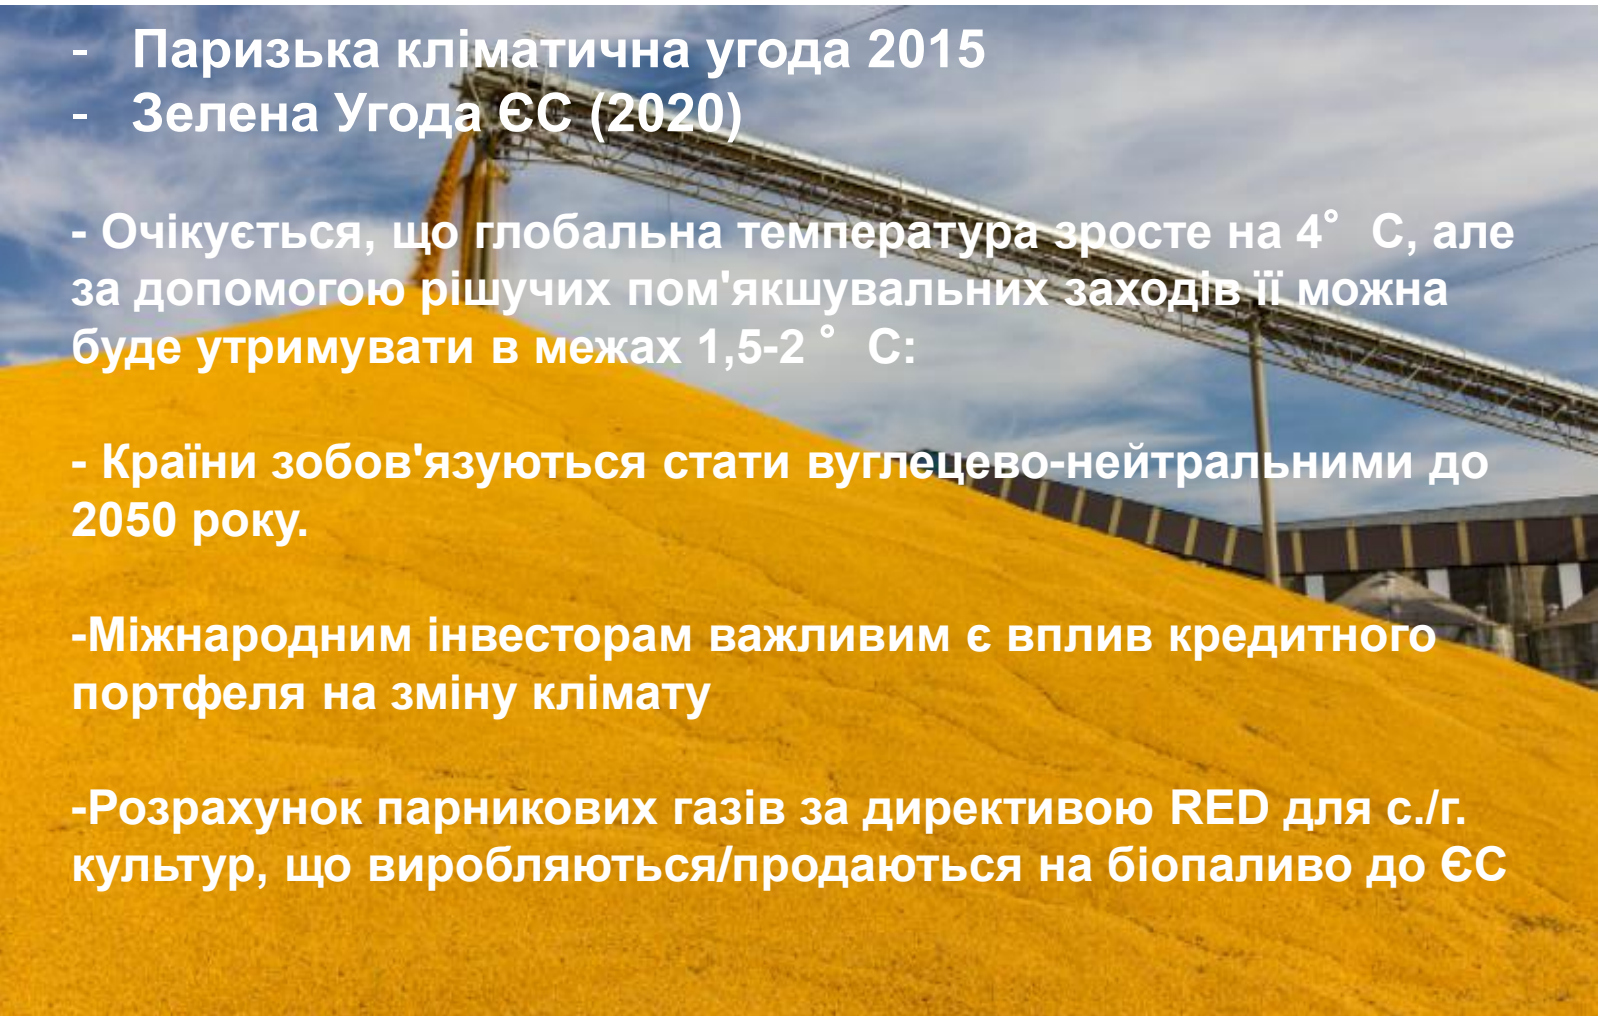 - Паризька кліматична угода 2015
- Зелена Угода ЄС (2020)
- Очікується, що глобальна температура зросте на 4° С, але
за допомогою рішучих пом'якшувальних заходів її можна
буде утримувати в межах 1,5-2 ° С:
- Країни зобов'язуються стати вуглецево-нейтральними до
2050 року.
-Міжнародним інвесторам важливим є вплив кредитного
портфеля на зміну клімату
-Розрахунок парникових газів за директивою RED для с./г.
культур, що виробляються/продаються на біопаливо до ЄС